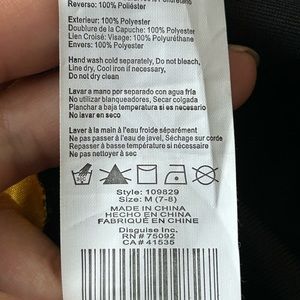 Reverso: 100% Poliéster
Exterieur: 100% Polyester
Doublure de la Capuche: 100% Polyester
Lien Croisé: Visage: 100% Polyuréthane
Envers: 100% Polyester
Hand wash cold separately, Do not bleach,
Line dry, Cool iron if necessary,
Do not dry clean
Lavar a mano por separado con agua fría
No utilizar blanqueadores, Secar colgada
Planchar a baja temperatura si es necesario
No lavar en seco
Laver à la main à l'eau froide séparément
Ne pas passer à l'eau de javel, Séchage sur corde
Repasser à basse température si nécessaire
Ne pas nettoyer à sec
Style: 109829
Size: M (7-8)
MADE IN CHINA
HECHO EN CHINA
FABRIQUÉ EN CHINE
Disguise Inc.
RN # 75092
CA # 41535